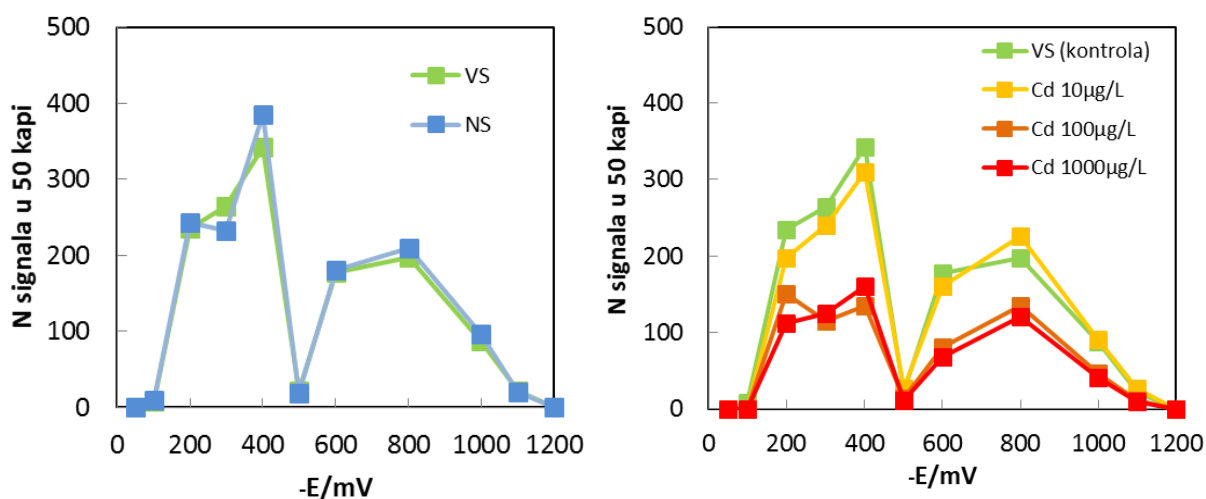 500
400
300
200
100
0
N signala u 50 kapi
VS
NS
0 200 400 600 800 1000 1200
-E/mV
500
400
300
200
100
0
N signala u 50 kapi
VS (kontrola)
Cd 10µg/L
Cd 100µg/L
Cd 1000µg/L
0 200 400 600 800 1000 1200
-E/mV